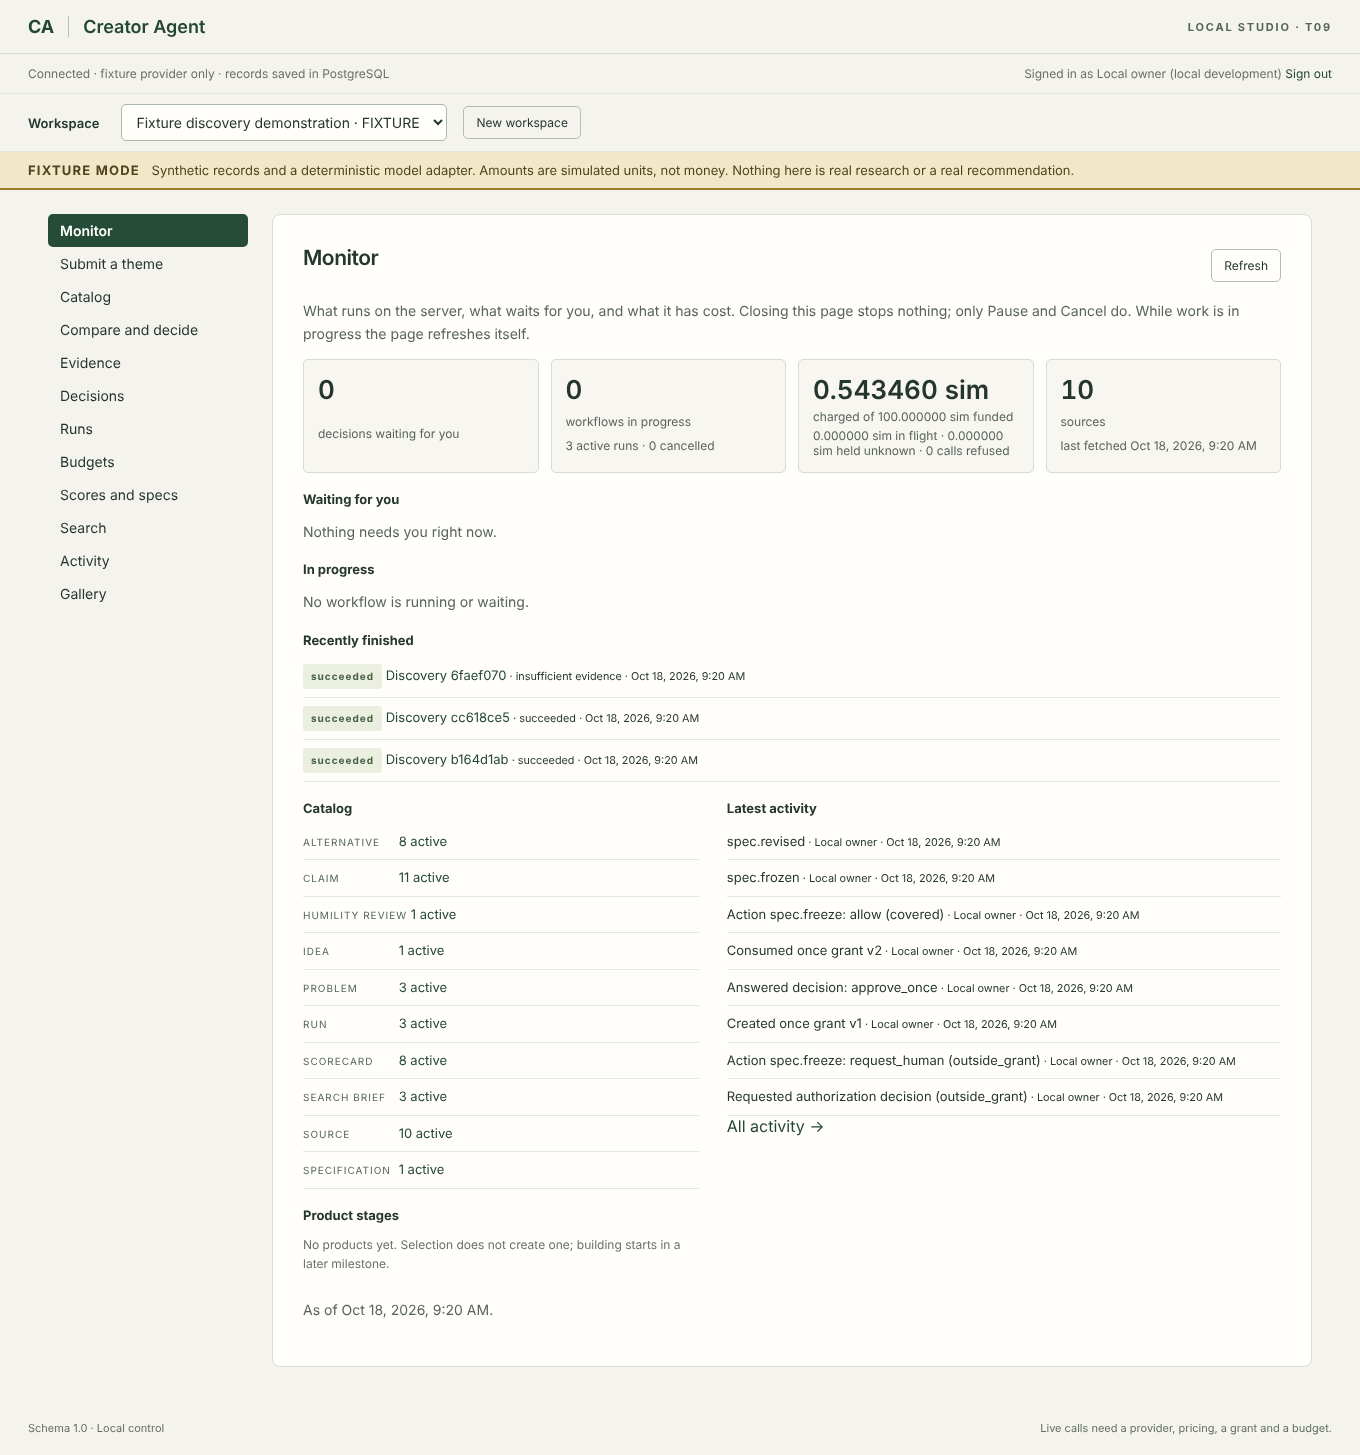 CA Creator Agent
LOCAL STUDIO · T09
Connected · fixture provider only · records saved in PostgreSQL
Signed in as Local owner (local development) Sign out
Workspace
Fixture discovery demonstration · FIXTURE
New workspace
FIXTURE MODE Synthetic records and a deterministic model adapter. Amounts are simulated units, not money. Nothing here is real research or a real recommendation.
Monitor
Submit a theme
Catalog
Compare and decide
Evidence
Decisions
Runs
Budgets
Scores and specs
Search
Activity
Gallery
Monitor
Refresh
What runs on the server, what waits for you, and what it has cost. Closing this page stops nothing; only Pause and Cancel do. While work is in
progress the page refreshes itself.
0
decisions waiting for you
0
workflows in progress
3 active runs · 0 cancelled
0.543460 sim
charged of 100.000000 sim funded
0.000000 sim in flight · 0.000000
sim held unknown · 0 calls refused
10
sources
last fetched Oct 18, 2026, 9:20 AM
Waiting for you
Nothing needs you right now.
In progress
No workflow is running or waiting.
Recently finished
succeeded Discovery 6faef070 · insufficient evidence · Oct 18, 2026, 9:20 AM
succeeded Discovery cc618ce5 · succeeded · Oct 18, 2026, 9:20 AM
succeeded Discovery b164d1ab · succeeded · Oct 18, 2026, 9:20 AM
Catalog
ALTERNATIVE 8 active
CLAIM 11 active
HUMILITY REVIEW 1 active
IDEA 1 active
PROBLEM 3 active
RUN 3 active
SCORECARD 8 active
SEARCH BRIEF 3 active
SOURCE 10 active
SPECIFICATION 1 active
Product stages
No products yet. Selection does not create one; building starts in a
later milestone.
Latest activity
spec.revised · Local owner · Oct 18, 2026, 9:20 AM
spec.frozen · Local owner · Oct 18, 2026, 9:20 AM
Action spec.freeze: allow (covered) · Local owner · Oct 18, 2026, 9:20 AM
Consumed once grant v2 · Local owner · Oct 18, 2026, 9:20 AM
Answered decision: approve_once · Local owner · Oct 18, 2026, 9:20 AM
Created once grant v1 · Local owner · Oct 18, 2026, 9:20 AM
Action spec.freeze: request_human (outside_grant) · Local owner · Oct 18, 2026, 9:20 AM
Requested authorization decision (outside_grant) · Local owner · Oct 18, 2026, 9:20 AM
All activity →
As of Oct 18, 2026, 9:20 AM.
Schema 1.0 · Local control
Live calls need a provider, pricing, a grant and a budget.